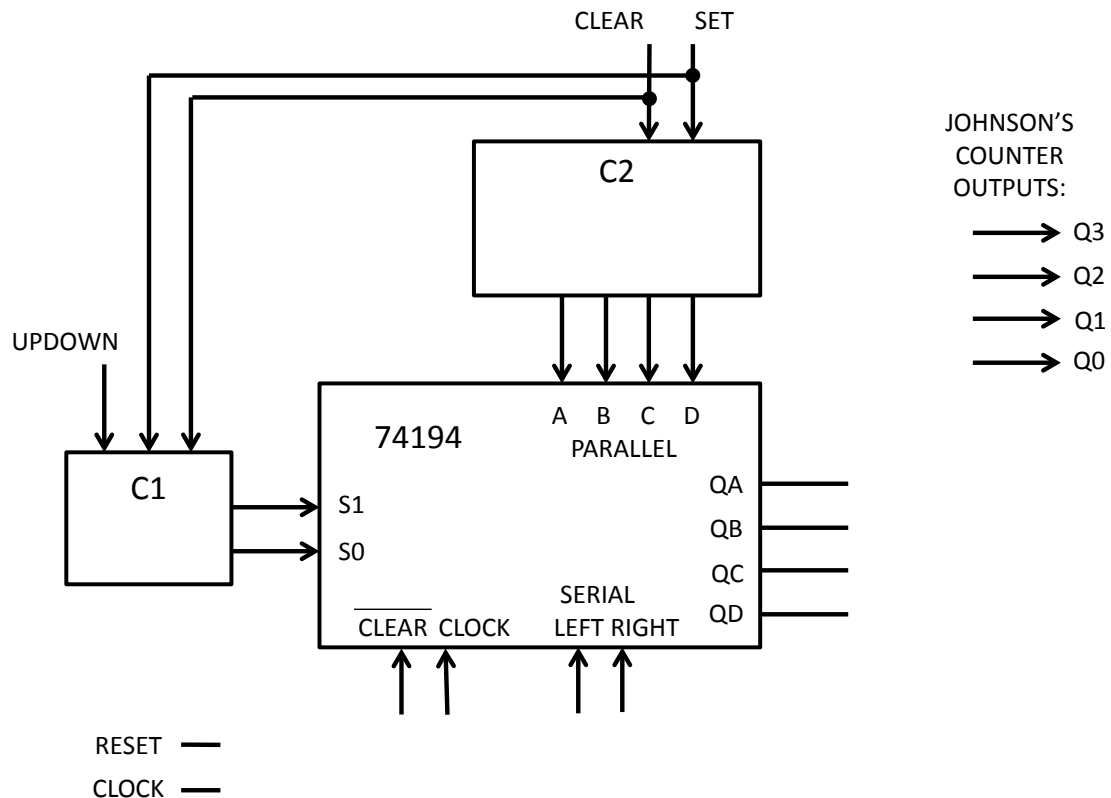 CLEAR SET
JOHNSON'S
COUNTER
OUTPUTS:
Q3
Q2
Q1
Q0
C2
UPDOWN
C1
74194
A B C D
PARALLEL
S1
S0
QA
QB
QC
QD
SERIAL
CLEAR CLOCK LEFT RIGHT
RESET
CLOCK